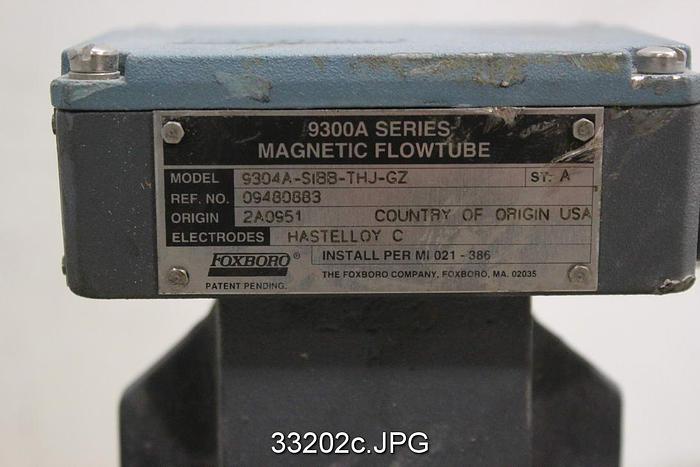 9300A SERIES
MAGNETIC FLOWTUBE
MODEL 9304A-SIBB-THJ-GZ ST. A
REF. NO. 09480883
ORIGIN 2A0951 COUNTRY OF ORIGIN USA
ELECTRODES HASTELLOY C
FOXBORO® INSTALL PER MI 021 - 386
THE FOXBORO COMPANY, FOXBORO, MA. 02035
PATENT PENDING.
33202c.JPG